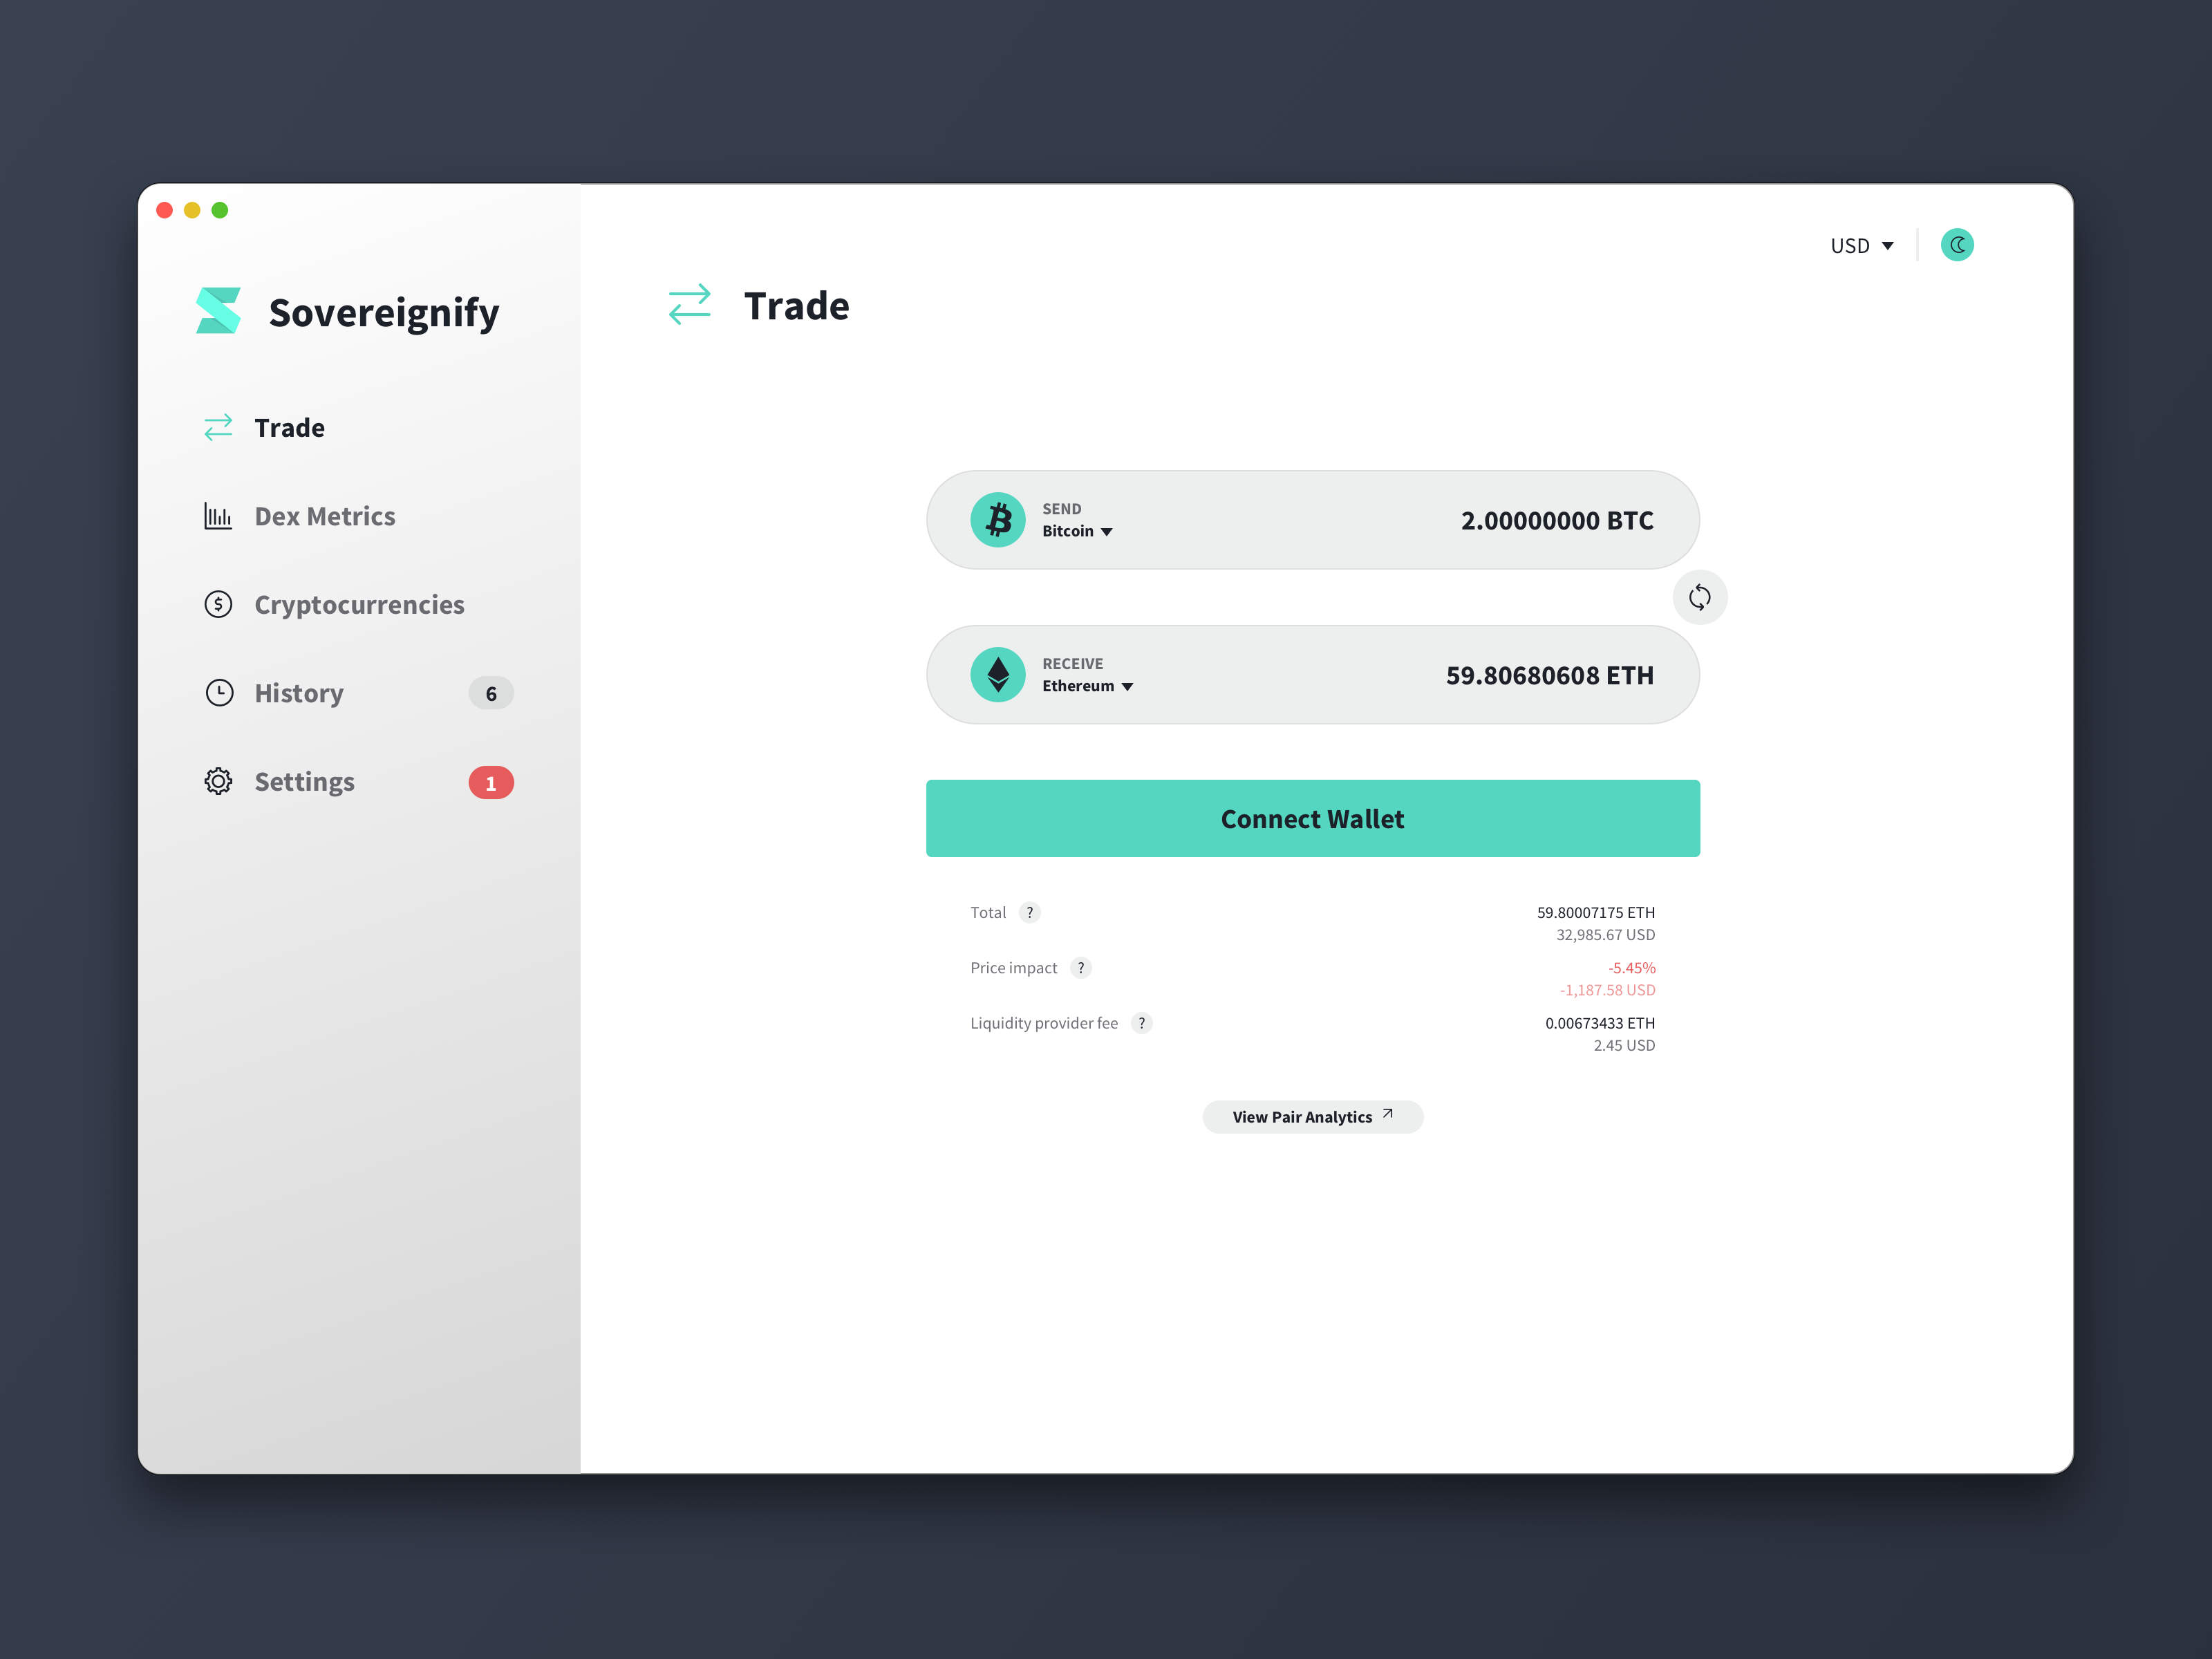 Sovereignify
Trade
Dex Metrics
$
Cryptocurrencies
History 6
Settings 1
USD
Trade
SEND
Bitcoin
2.00000000 BTC
RECEIVE
Ethereum
59.80680608 ETH
Connect Wallet
Total ? 59.80007175 ETH
32,985.67 USD
Price impact ? -5.45%
-1,187.58 USD
Liquidity provider fee ? 0.00673433 ETH
2.45 USD
View Pair Analytics